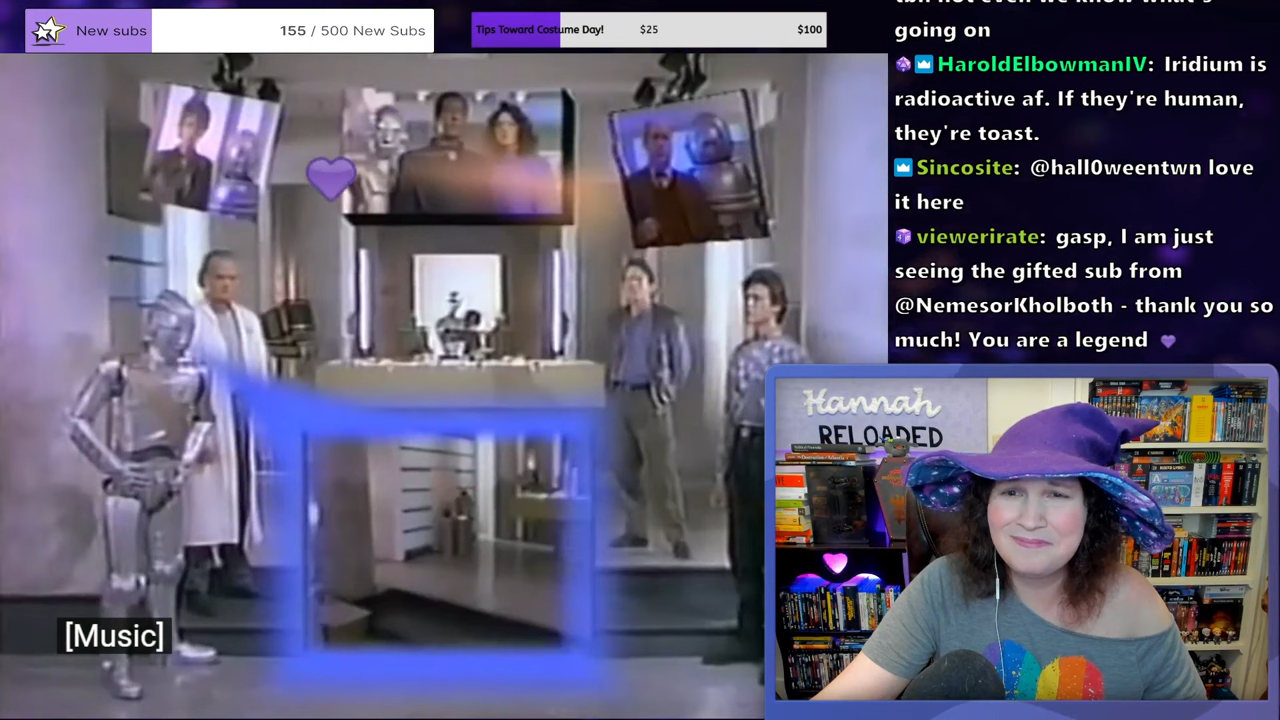 New subs
155 / 500 New Subs
Tips Toward Costume Day!
$25
$100
going on
HaroldElbowmanIV: Iridium is
radioactive af. If they're human,
they're toast.
Sincosite: @hall0weentwn love
it here
viewerirate: gasp, I am just
seeing the gifted sub from
@NemesorKholboth - thank you so
much! You are a legend
Hannah
RELOADED
[Music]